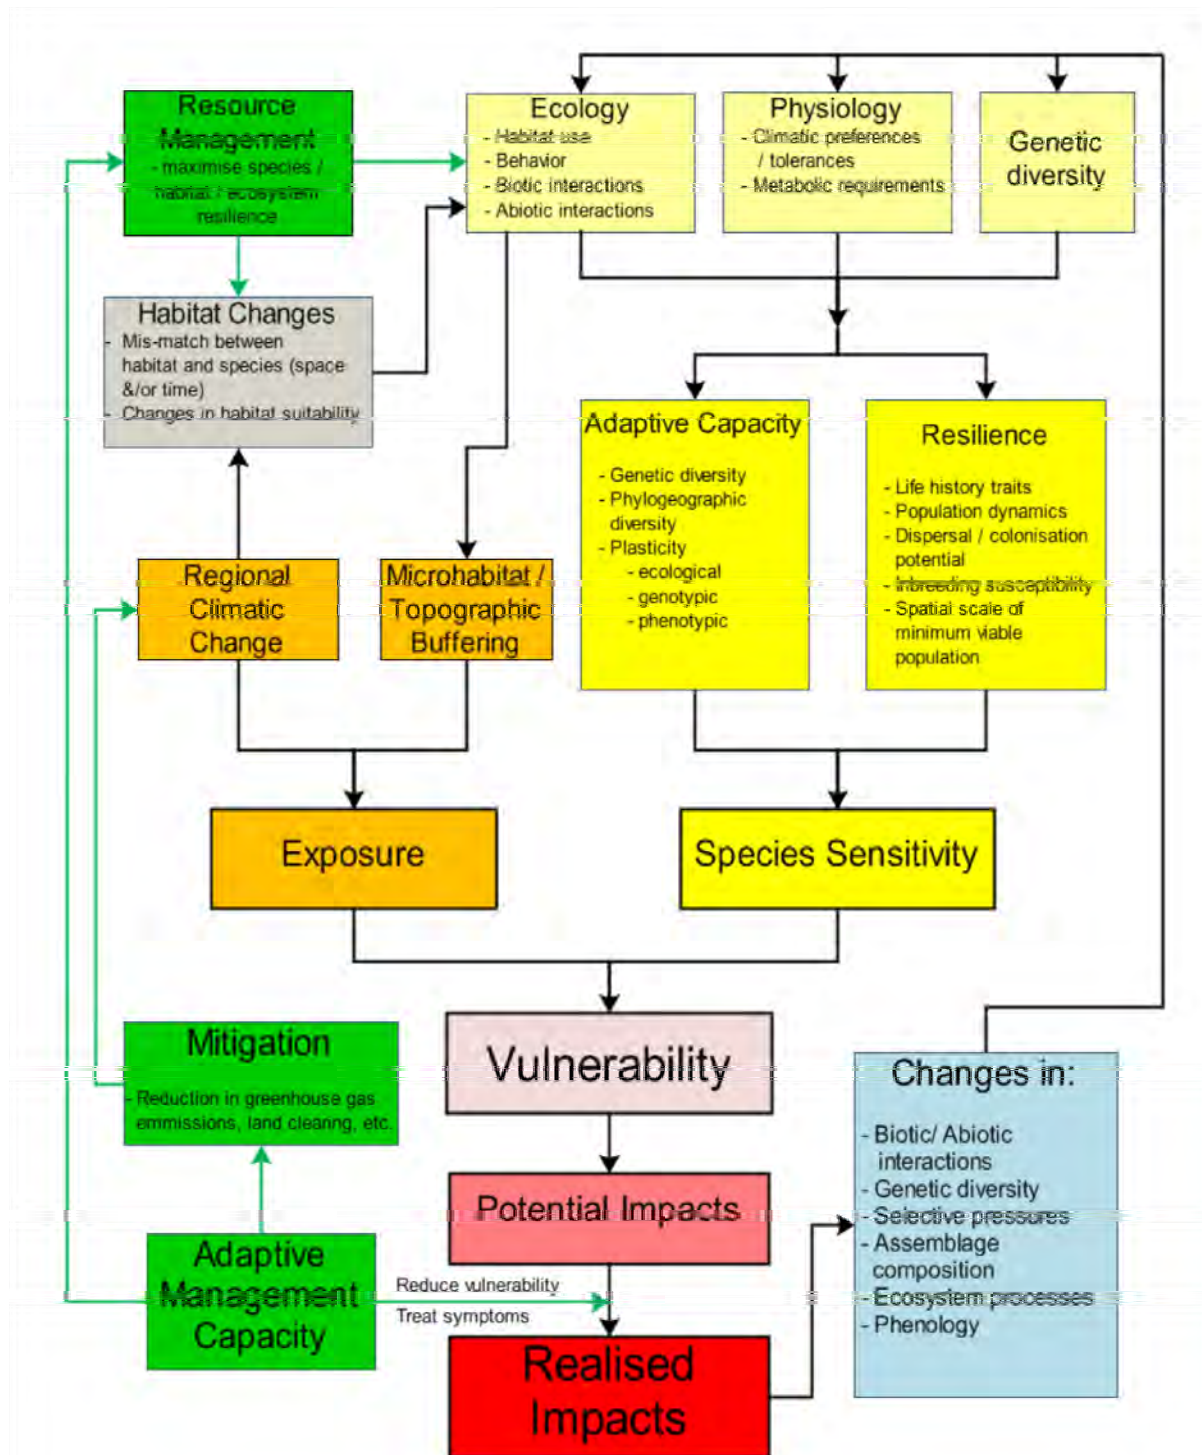 Resource
Management
- maximise species /
habitat / ecosystem
resilience
Ecology
- Habitat use
- Behavior
- Biotic interactions
- Abiotic interactions
Physiology
- Climatic preferences
/ tolerances
- Metabolic requirements
Genetic
diversity
Habitat Changes
- Mis-match between
habitat and species (space
&/or time)
- Changes in habitat suitability
Adaptive Capacity
- Genetic diversity
- Phylogeographic
diversity
- Plasticity
- ecological
- genotypic
- phenotypic
Resilience
- Life history traits
- Population dynamics
- Dispersal / colonisation
potential
- Inbreeding susceptibility
- Spatial scale of
minimum viable
population
Regional
Climatic
Change
Microhabitat /
Topographic
Buffering
Exposure
Species Sensitivity
Mitigation
- Reduction in greenhouse gas
emmissions, land clearing, etc.
Vulnerability
Changes in:
- Biotic/ Abiotic
interactions
- Genetic diversity
- Selective pressures
- Assemblage
composition
- Ecosystem processes
- Phenology
Potential Impacts
Adaptive
Management
Capacity
Reduce vulnerability
Treat symptoms
Realised
Impacts